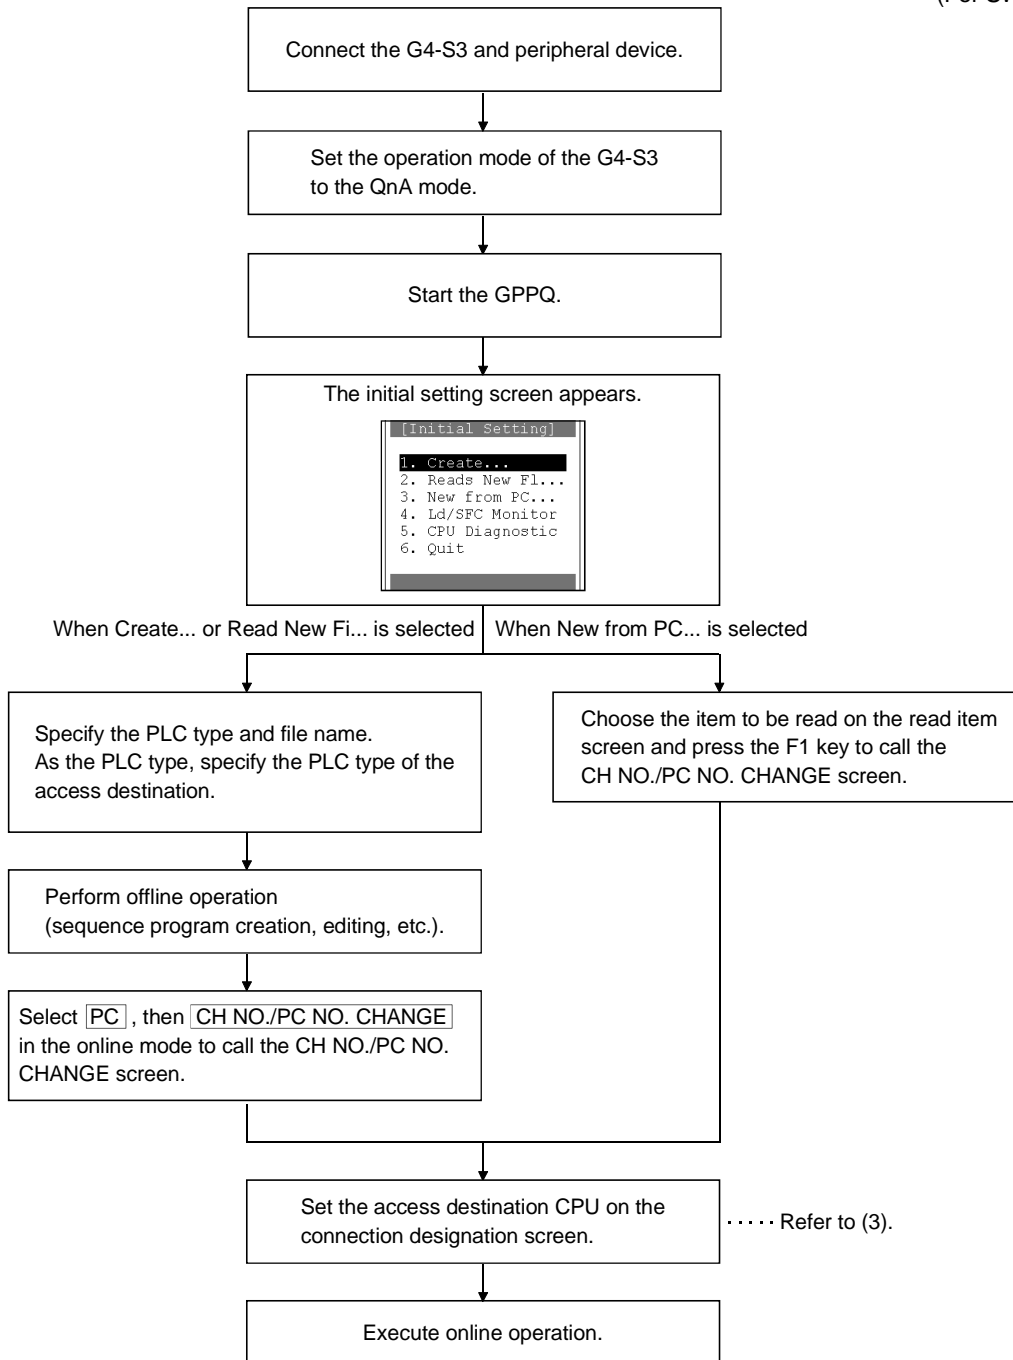 Connect the G4-S3 and peripheral device.
Set the operation mode of the G4-S3
to the QnA mode.
Start the GPPQ.
The initial setting screen appears.
[Initial Setting]
1. Create...
2. Reads New Fl...
3. New from PC...
4. Ld/SFC Monitor
5. CPU Diagnostic
6. Quit
When Create... or Read New Fi... is selected
When New from PC... is selected
Specify the PLC type and file name.
As the PLC type, specify the PLC type of the
access destination.
Choose the item to be read on the read item
screen and press the F1 key to call the
CH NO./PC NO. CHANGE screen.
Perform offline operation
(sequence program creation, editing, etc.).
Select PC , then CH NO./PC NO. CHANGE
in the online mode to call the CH NO./PC NO.
CHANGE screen.
Set the access destination CPU on the
connection designation screen.
····· Refer to (3).
Execute online operation.